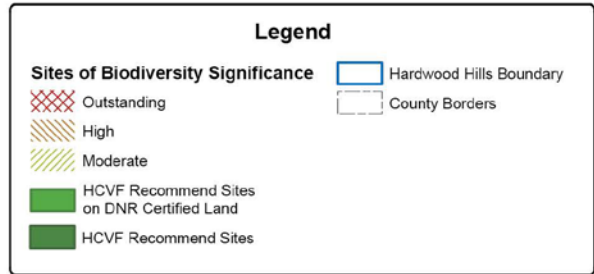 Legend
Sites of Biodiversity Significance
Outstanding
High
Moderate
HCVF Recommend Sites
on DNR Certified Land
HCVF Recommend Sites
Hardwood Hills Boundary
County Borders